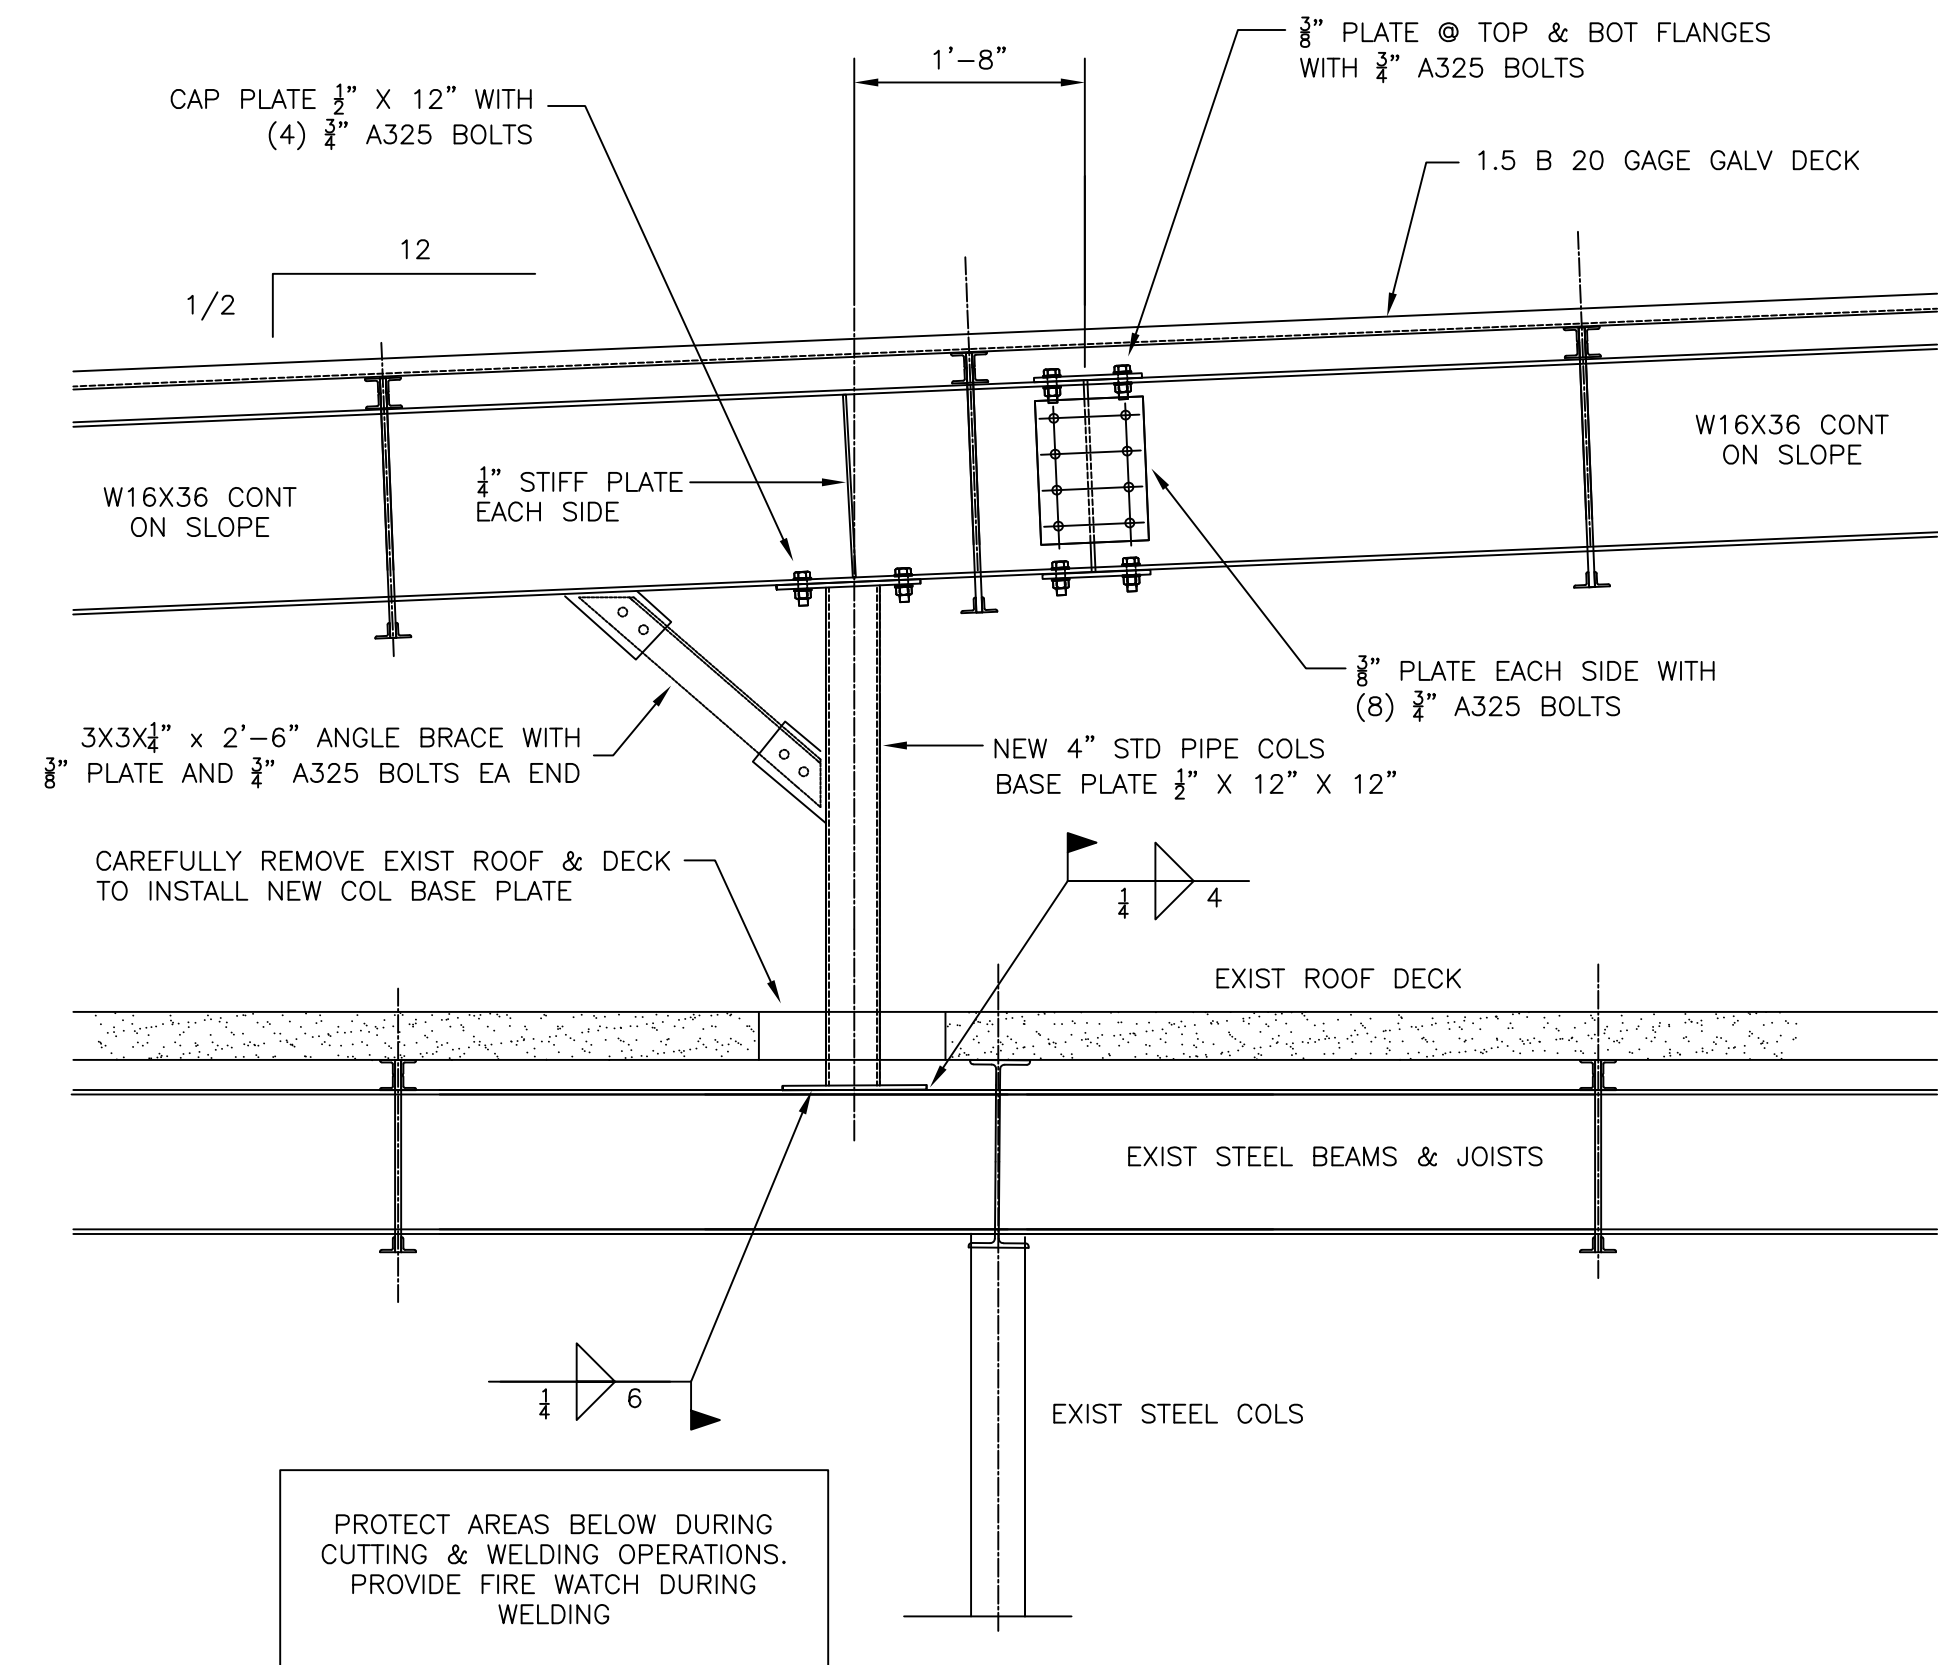 1'-8"
3/8" PLATE @ TOP & BOT FLANGES
WITH 3/4" A325 BOLTS
CAP PLATE 1/2" X 12" WITH
(4) 3/4" A325 BOLTS
1.5 B 20 GAGE GALV DECK
12
1/2
W16X36 CONT
ON SLOPE
1/4" STIFF PLATE
EACH SIDE
W16X36 CONT
ON SLOPE
3/8" PLATE EACH SIDE WITH
(8) 3/4" A325 BOLTS
3X3X1/4" x 2'-6" ANGLE BRACE WITH
3/8" PLATE AND 3/4" A325 BOLTS EA END
NEW 4" STD PIPE COLS
BASE PLATE 1/2" X 12" X 12"
CAREFULLY REMOVE EXIST ROOF & DECK
TO INSTALL NEW COL BASE PLATE
1/4 4
EXIST ROOF DECK
EXIST STEEL BEAMS & JOISTS
1/4 6
EXIST STEEL COLS
PROTECT AREAS BELOW DURING
CUTTING & WELDING OPERATIONS.
PROVIDE FIRE WATCH DURING
WELDING